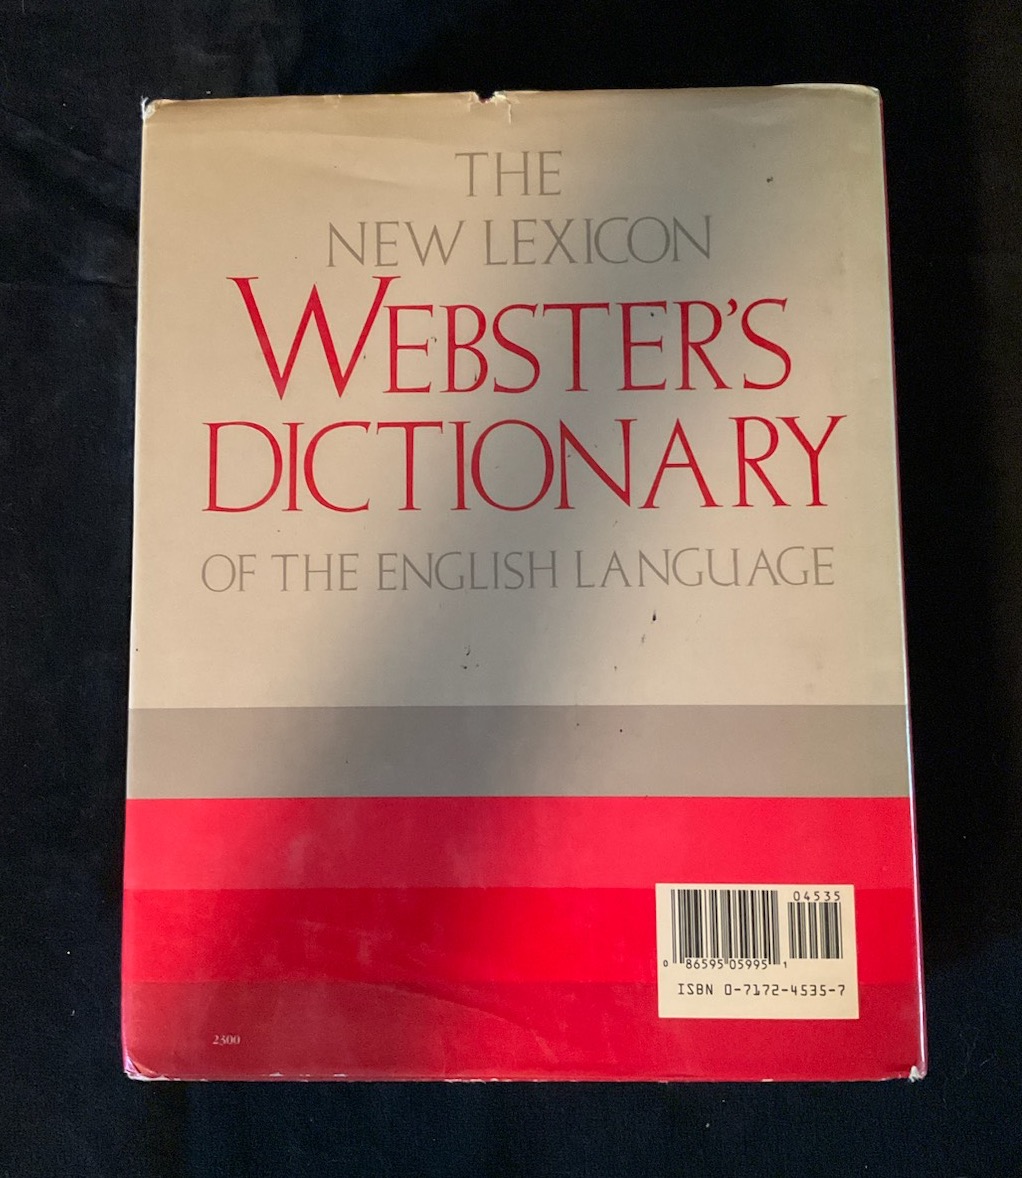 THE
NEW LEXICON
WEBSTER'S
DICTIONARY
OF THE ENGLISH LANGUAGE
04535
0 86595 05995 1
ISBN 0-7172-4535-7
2300